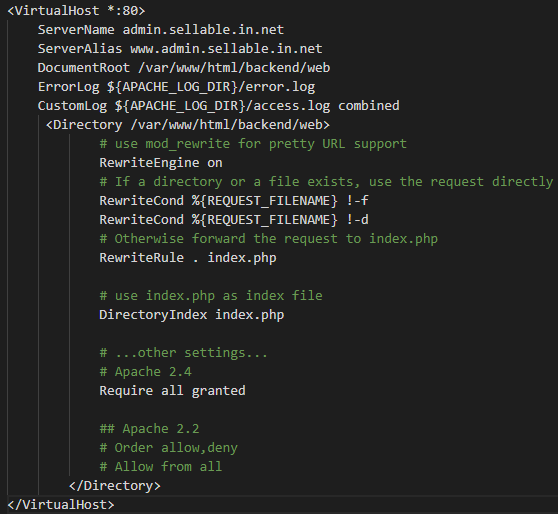 <VirtualHost *:80>
ServerName admin.sellable.in.net
ServerAlias www.admin.sellable.in.net
DocumentRoot /var/www/html/backend/web
ErrorLog ${APACHE_LOG_DIR}/error.log
CustomLog ${APACHE_LOG_DIR}/access.log combined
<Directory /var/www/html/backend/web>
# use mod_rewrite for pretty URL support
RewriteEngine on
# If a directory or a file exists, use the request directly
RewriteCond %{REQUEST_FILENAME} !-f
RewriteCond %{REQUEST_FILENAME} !-d
# Otherwise forward the request to index.php
RewriteRule . index.php
# use index.php as index file
DirectoryIndex index.php
# ...other settings...
# Apache 2.4
Require all granted
## Apache 2.2
# Order allow,deny
# Allow from all
</Directory>
</VirtualHost>